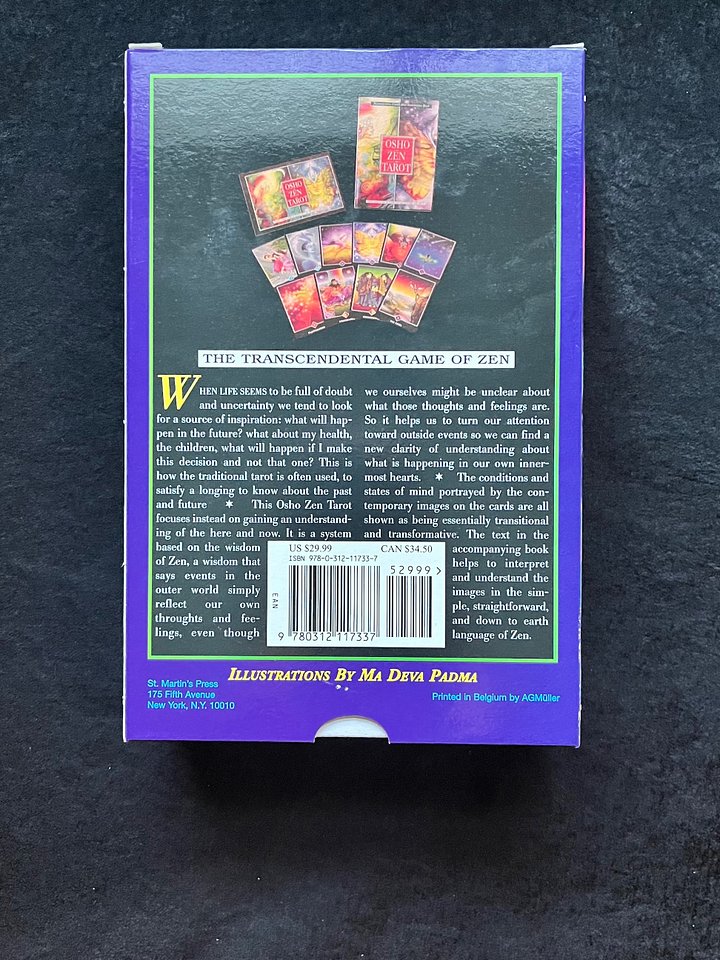 OSHO
ZEN
TAROT
OSHO
ZEN
TAROT
THE TRANSCENDENTAL GAME OF ZEN
WHEN LIFE SEEMS to be full of doubt
and uncertainty we tend to look
for a source of inspiration: what will hap-
pen in the future? what about my health,
the children, what will happen if I make
this decision and not that one? This is
how the traditional tarot is often used, to
satisfy a longing to know about the past
and future ✶ This Osho Zen Tarot
focuses instead on gaining an understand-
ing of the here and now. It is a system
based on the wisdom
of Zen, a wisdom that
says events in the
outer world simply
reflect our own
throughts and fee-
lings, even though
we ourselves might be unclear about
what those thoughts and feelings are.
So it helps us to turn our attention
toward outside events so we can find a
new clarity of understanding about
what is happening in our own inner-
most hearts. ✶ The conditions and
states of mind portrayed by the con-
temporary images on the cards are all
shown as being essentially transitional
and transformative. The text in the
accompanying book
helps to interpret
and understand the
images in the sim-
ple, straightforward,
and down to earth
language of Zen.
US $29.99 CAN $34.50
ISBN 978-0-312-11733-7
52999>
EAN
9 780312 117337
ILLUSTRATIONS BY MA DEVA PADMA
St. Martin's Press
175 Fifth Avenue
New York, N.Y. 10010
Printed in Belgium by AGMüller